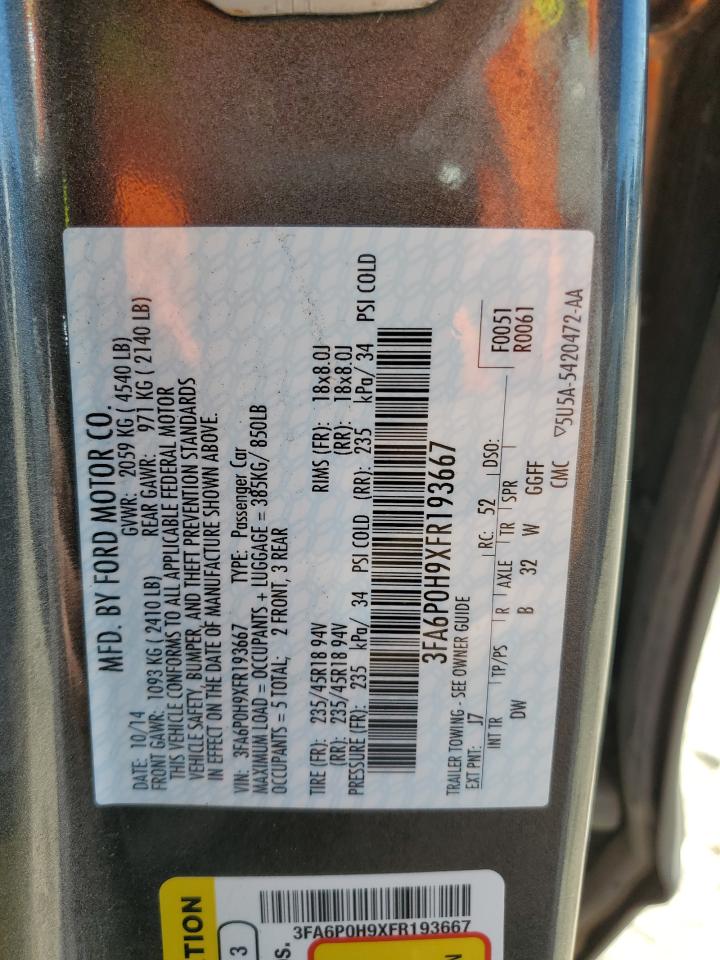 MFD. BY FORD MOTOR CO.
DATE: 10/14 GVWR: 2059 KG ( 4540 LB)
FRONT GAWR: 1093 KG ( 2410 LB) REAR GAWR: 971 KG ( 2140 LB)
THIS VEHICLE CONFORMS TO ALL APPLICABLE FEDERAL MOTOR
VEHICLE SAFETY, BUMPER, AND THEFT PREVENTION STANDARDS
IN EFFECT ON THE DATE OF MANUFACTURE SHOWN ABOVE.
VIN: 3FA6P0H9XFR193667 TYPE: Passenger Car
MAXIMUM LOAD = OCCUPANTS + LUGGAGE = 385KG/ 850LB
OCCUPANTS = 5 TOTAL; 2 FRONT, 3 REAR
TIRE (FR): 235/45R18 94V RIMS (FR): 18x8.0J
(RR): 235/45R18 94V (RR): 18x8.0J
PRESSURE (FR): 235 kPa/ 34 PSI COLD (RR): 235 kPa/ 34 PSI COLD
3FA6P0H9XFR193667
TRAILER TOWING - SEE OWNER GUIDE
EXT PNT: J7 RC: 52 DSO: F0051
R0061
INT TR TP/PS R AXLE TR SPR
DW B 32 W GGFF
CMC ▽5U5A-5420472-AA
TION
3
3FA6P0H9XFR193667